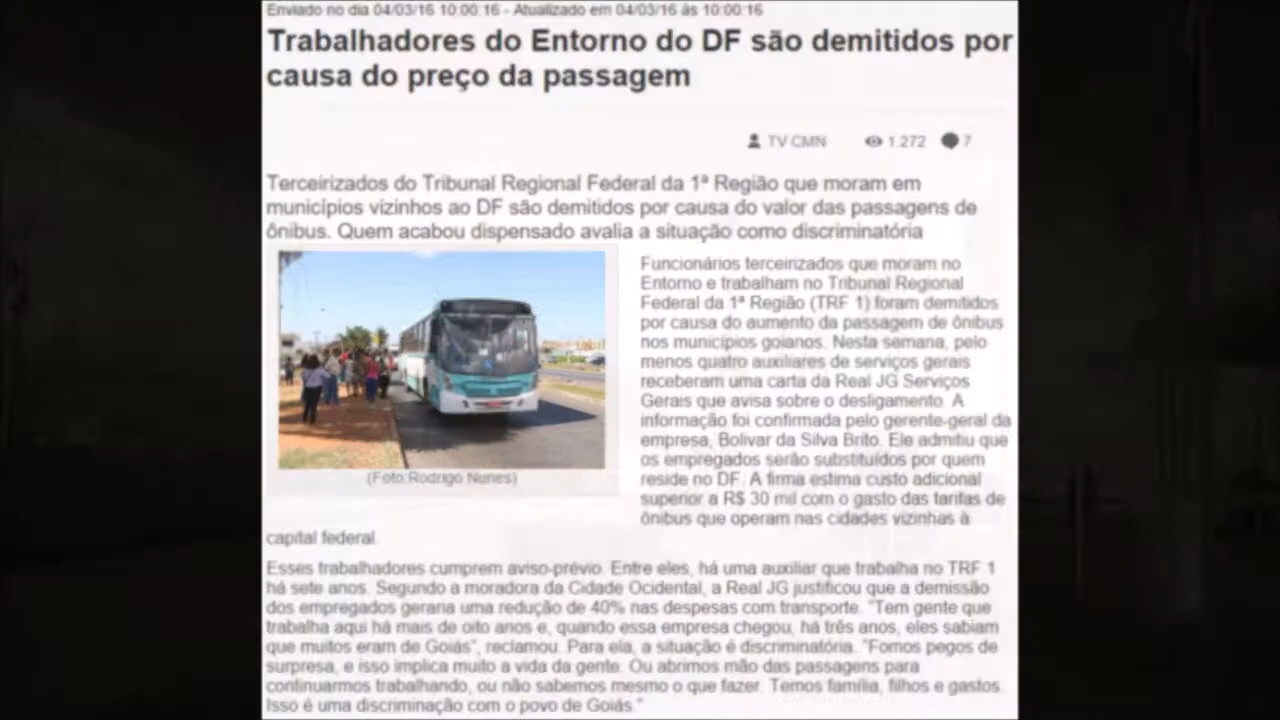 Enviado no dia 04/03/16 10:00:16 - Atualizado em 04/03/16 às 10:00:16
Trabalhadores do Entorno do DF são demitidos por
causa do preço da passagem
TV CMN 1.272 7
Terceirizados do Tribunal Regional Federal da 1ª Região que moram em
municípios vizinhos ao DF são demitidos por causa do valor das passagens de
ônibus. Quem acabou dispensado avalia a situação como discriminatória
(Foto:Rodrigo Nunes)
Funcionários terceirizados que moram no
Entorno e trabalham no Tribunal Regional
Federal da 1ª Região (TRF 1) foram demitidos
por causa do aumento da passagem de ônibus
nos municípios goianos. Nesta semana, pelo
menos quatro auxiliares de serviços gerais
receberam uma carta da Real JG Serviços
Gerais que avisa sobre o desligamento. A
informação foi confirmada pelo gerente-geral da
empresa, Bolivar da Silva Brito. Ele admitiu que
os empregados serão substituídos por quem
reside no DF. A firma estima custo adicional
superior a R$ 30 mil com o gasto das tarifas de
ônibus que operam nas cidades vizinhas à
capital federal.
Esses trabalhadores cumprem aviso-prévio. Entre eles, há uma auxiliar que trabalha no TRF 1
há sete anos. Segundo a moradora da Cidade Ocidental, a Real JG justificou que a demissão
dos empregados geraria uma redução de 40% nas despesas com transporte. "Tem gente que
trabalha aqui há mais de oito anos e, quando essa empresa chegou, há três anos, eles sabiam
que muitos eram de Goiás", reclamou. Para ela, a situação é discriminatória. "Fomos pegos de
surpresa, e isso implica muito a vida da gente. Ou abrimos mão das passagens para
continuarmos trabalhando, ou não sabemos mesmo o que fazer. Temos família, filhos e gastos.
Isso é uma discriminação com o povo de Goiás."